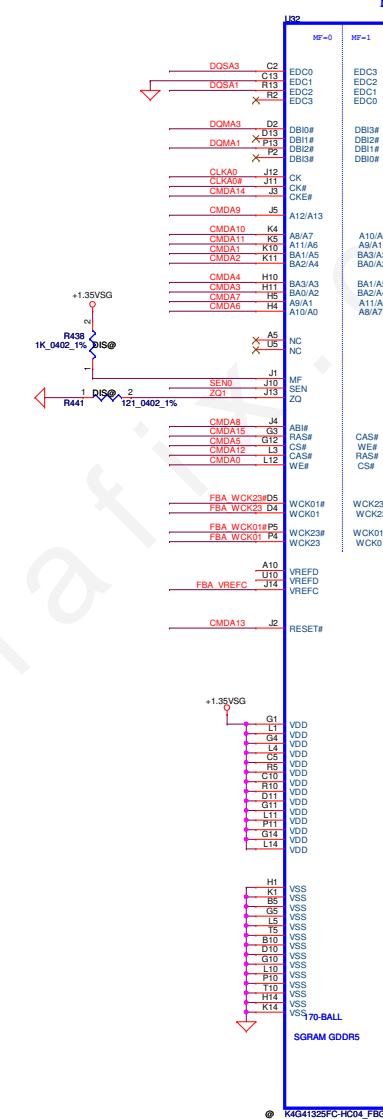 U32
MF=0 MF=1
DQSA3 C2 EDC0 EDC3
C13 EDC1 EDC2
DQSA1 R13 EDC2 EDC1
R2 EDC3 EDC0
DQMA3 D2 DBI0# DBI3#
D13 DBI1# DBI2#
DQMA1 P13 DBI2# DBI1#
P2 DBI3# DBI0#
CLKA0 J12 CK
CLKA0# J11 CK#
CMDA14 J3 CKE#
CMDA9 J5 A12/A13
CMDA10 K4 A8/A7
CMDA11 K5 A11/A6
CMDA1 K10 BA1/A5
CMDA2 K11 BA2/A4
CMDA4 H10 BA3/A3
CMDA3 H11 BA0/A2
CMDA7 H5 A9/A1
CMDA6 H4 A10/A0 A8/A7
+1.35VSG
2
R438
1K_0402_1% DIS@
1
A5 NC
U5 NC
J1 MF
SEN0 J10 SEN
1 DIS@ 2 ZQ1 J13 ZQ
R441 121_0402_1%
CMDA8 J4 ABI#
CMDA15 G3 RAS# CAS#
CMDA5 G12 CS# WE#
CMDA12 L3 CAS# RAS#
CMDA0 L12 WE# CS#
FBA_WCK23# D5 WCK01# WCK23
FBA_WCK23 D4 WCK01
FBA_WCK01# P5 WCK23# WCK01
FBA_WCK01 P4 WCK23
A10 VREFD
U10 VREFD
FBA_VREFC J14 VREFC
CMDA13 J2 RESET#
+1.35VSG
G1 VDD
L1 VDD
G4 VDD
L4 VDD
C5 VDD
R5 VDD
C10 VDD
R10 VDD
D11 VDD
G11 VDD
L11 VDD
P11 VDD
G14 VDD
L14 VDD
H1 VSS
K1 VSS
B5 VSS
G5 VSS
L5 VSS
T5 VSS
B10 VSS
D10 VSS
G10 VSS
L10 VSS
P10 VSS
T10 VSS
H14 VSS
K14 VSS
170-BALL
SGRAM GDDR5
@ K4G41325FC-HC04_FBG